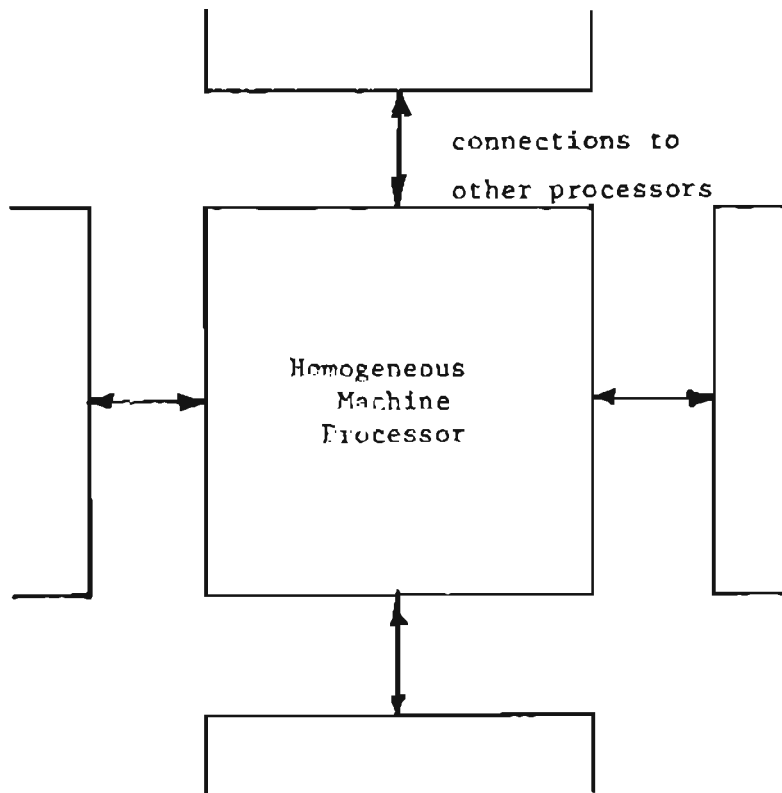 connections to
other processors
Homogeneous
Machine
Processor